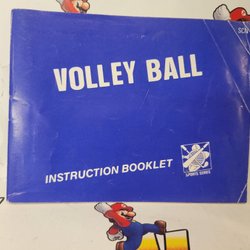 VOLLEY BALL
INSTRUCTION BOOKLET
SPORTS SERIES